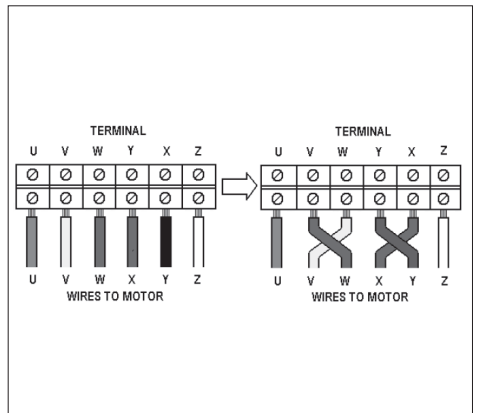 TERMINAL
U V W Y X Z
U V W X Y Z
WIRES TO MOTOR
TERMINAL
U V W Y X Z
U V W X Y Z
WIRES TO MOTOR